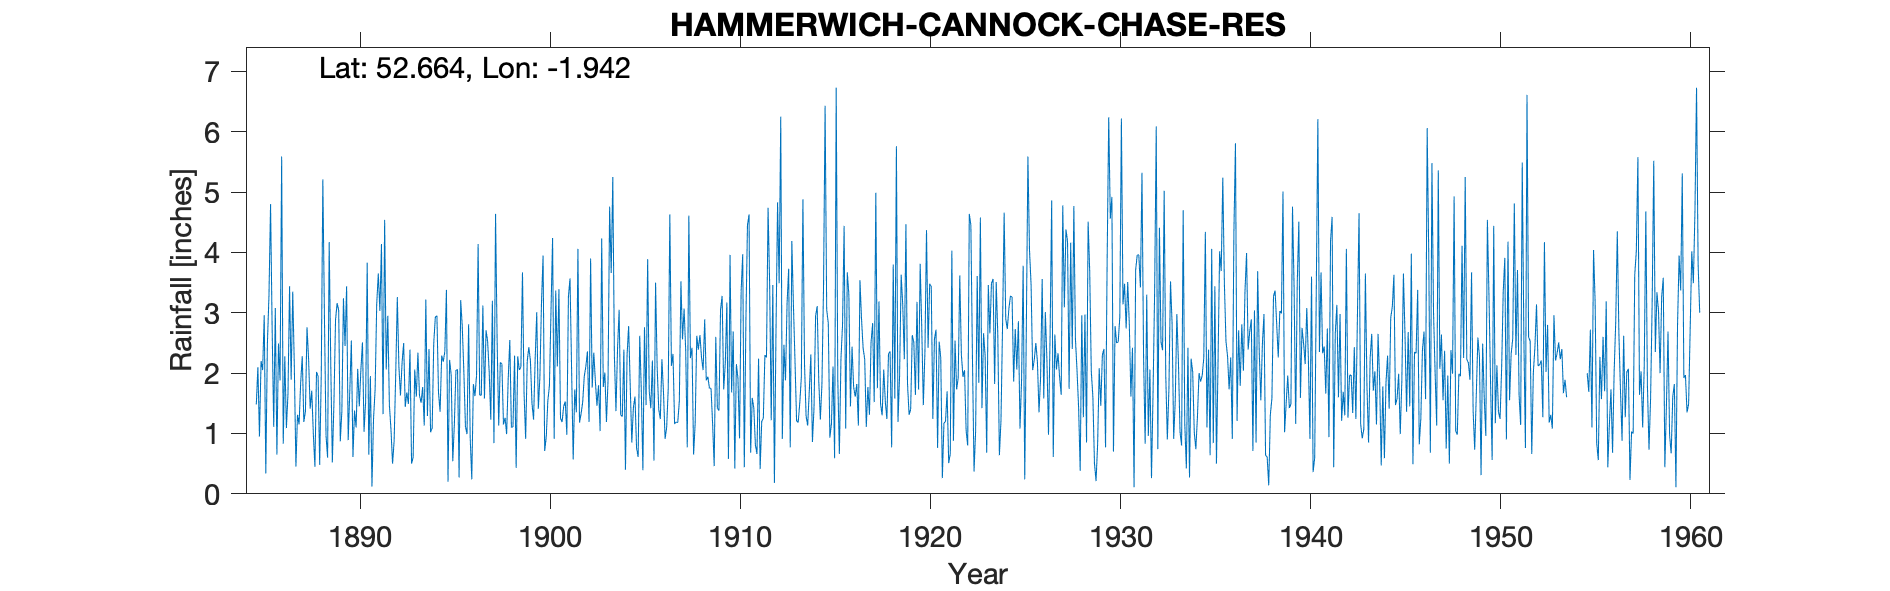 HAMMERWICH-CANNOCK-CHASE-RES
Lat: 52.664, Lon: -1.942
7
6
5
4
3
2
1
0
Rainfall [inches]
1890 1900 1910 1920 1930 1940 1950 1960
Year